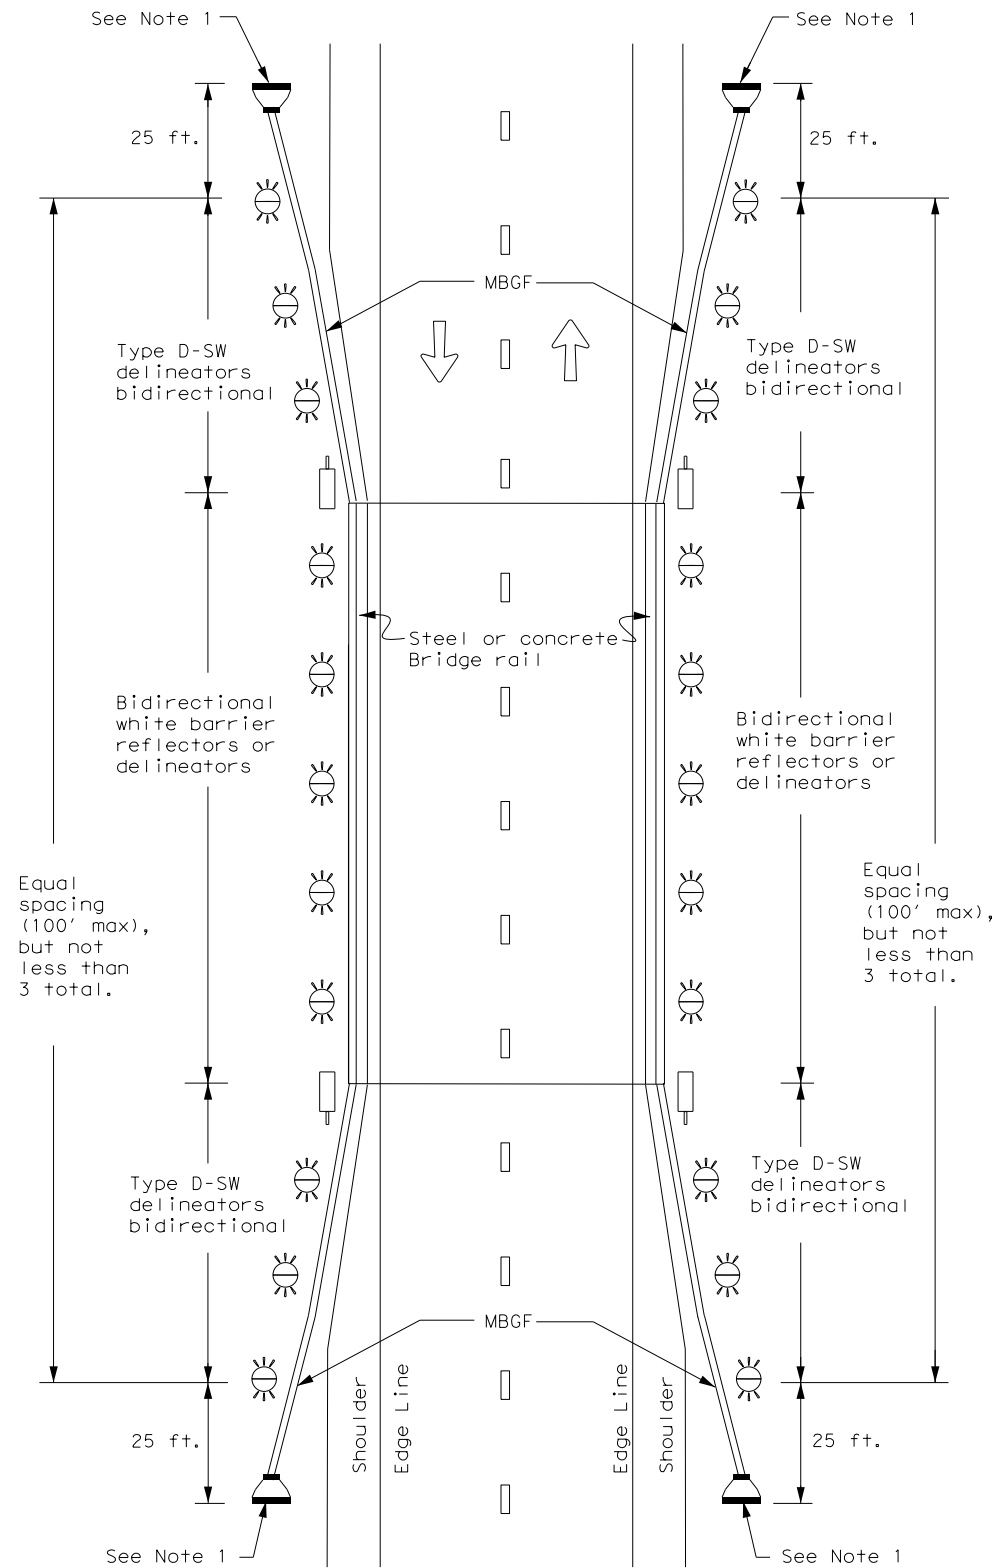 See Note 1
See Note 1
25 ft.
25 ft.
MBGF
Type D-SW
delineators
bidirectional
Type D-SW
delineators
bidirectional
Steel or concrete
Bridge rail
Bidirectional
white barrier
reflectors or
delineators
Bidirectional
white barrier
reflectors or
delineators
Equal
spacing
(100' max),
but not
less than
3 total.
Equal
spacing
(100' max),
but not
less than
3 total.
Type D-SW
delineators
bidirectional
Type D-SW
delineators
bidirectional
MBGF
Shoulder
Edge Line
Edge Line
Shoulder
25 ft.
25 ft.
See Note 1
See Note 1